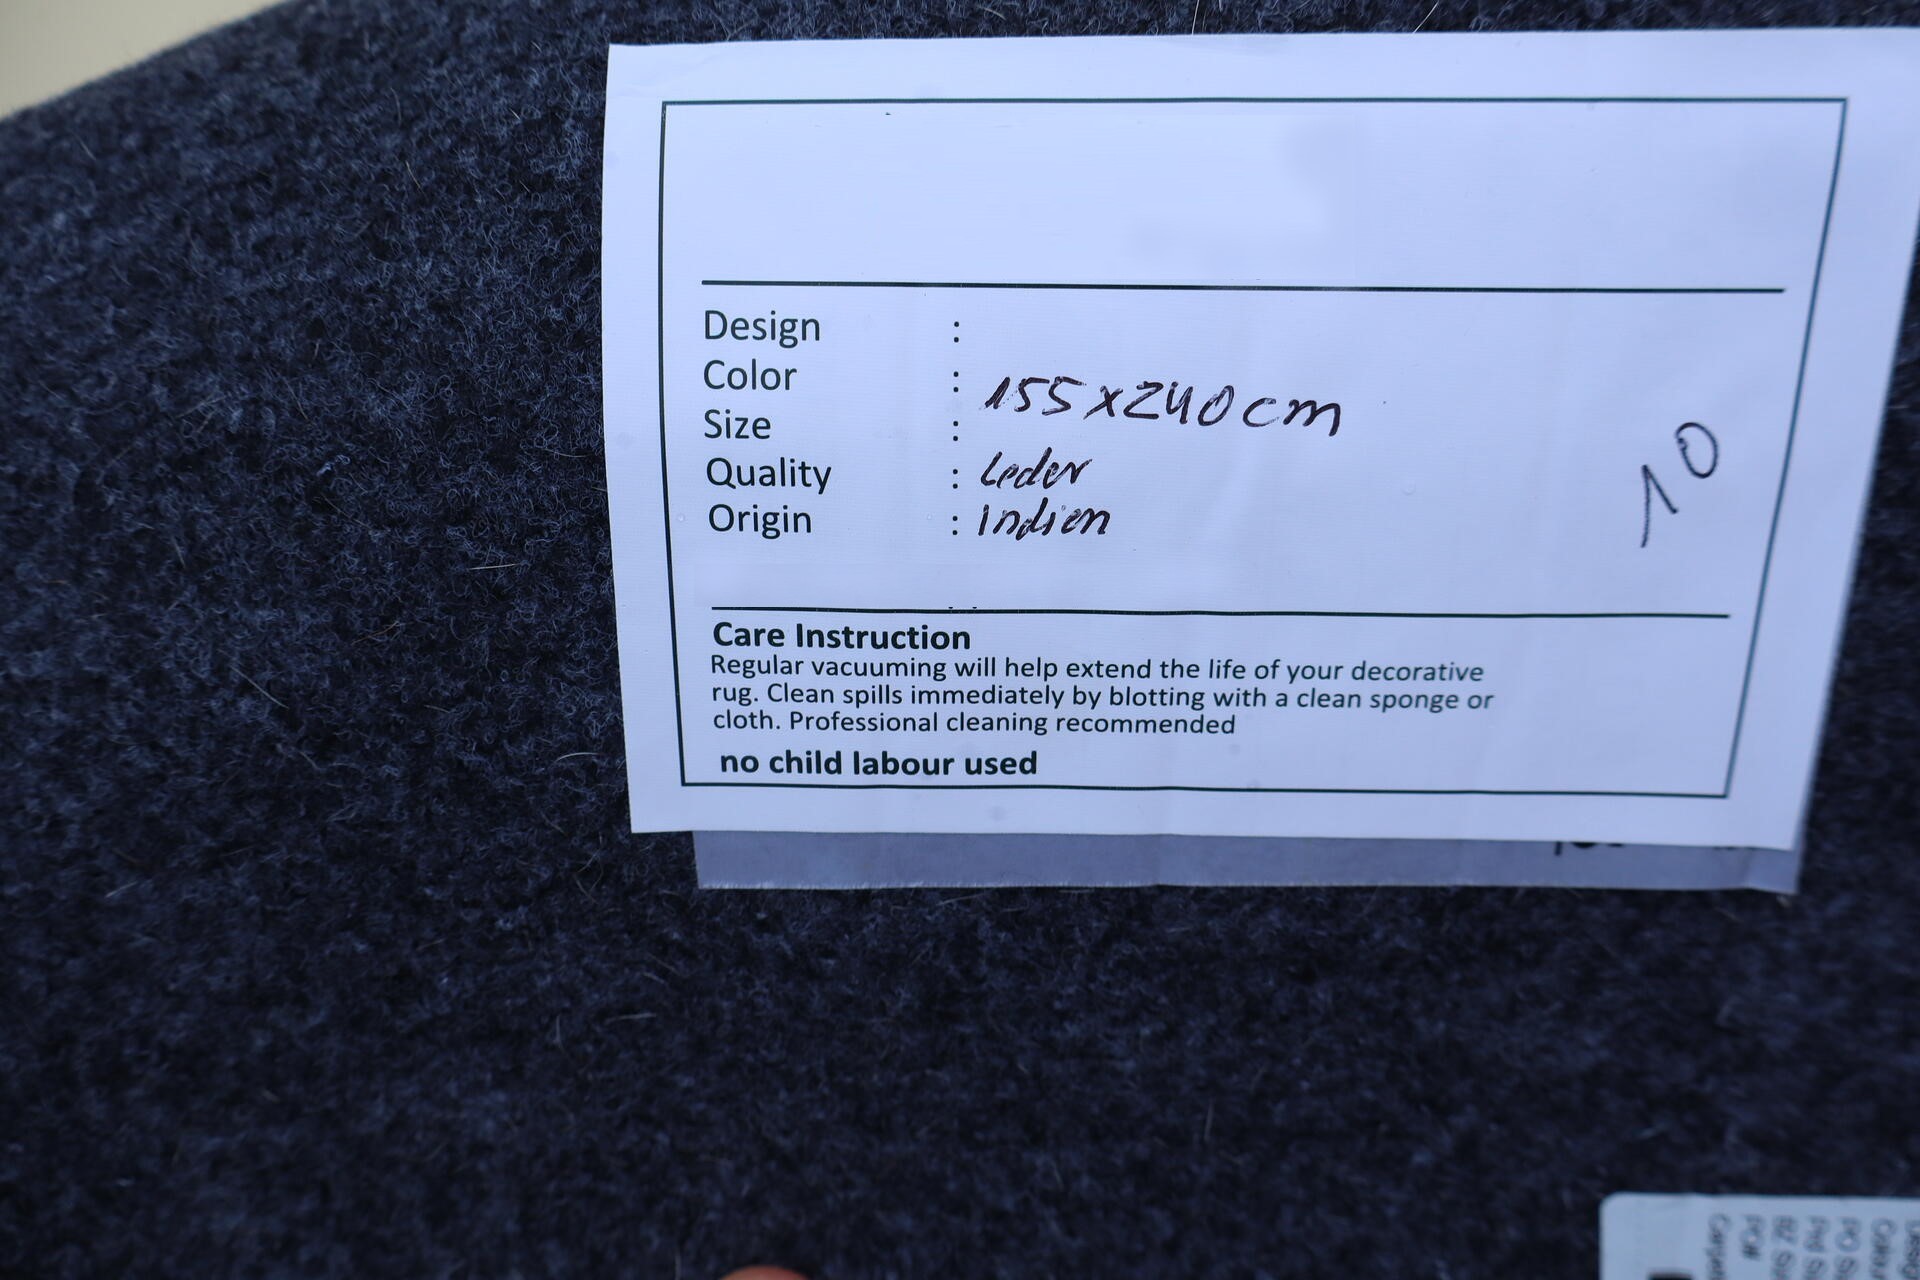 Design :
Color :
Size : 155x240cm
Quality : Leder
Origin : Indien
10
Care Instruction
Regular vacuuming will help extend the life of your decorative
rug. Clean spills immediately by blotting with a clean sponge or
cloth. Professional cleaning recommended
no child labour used